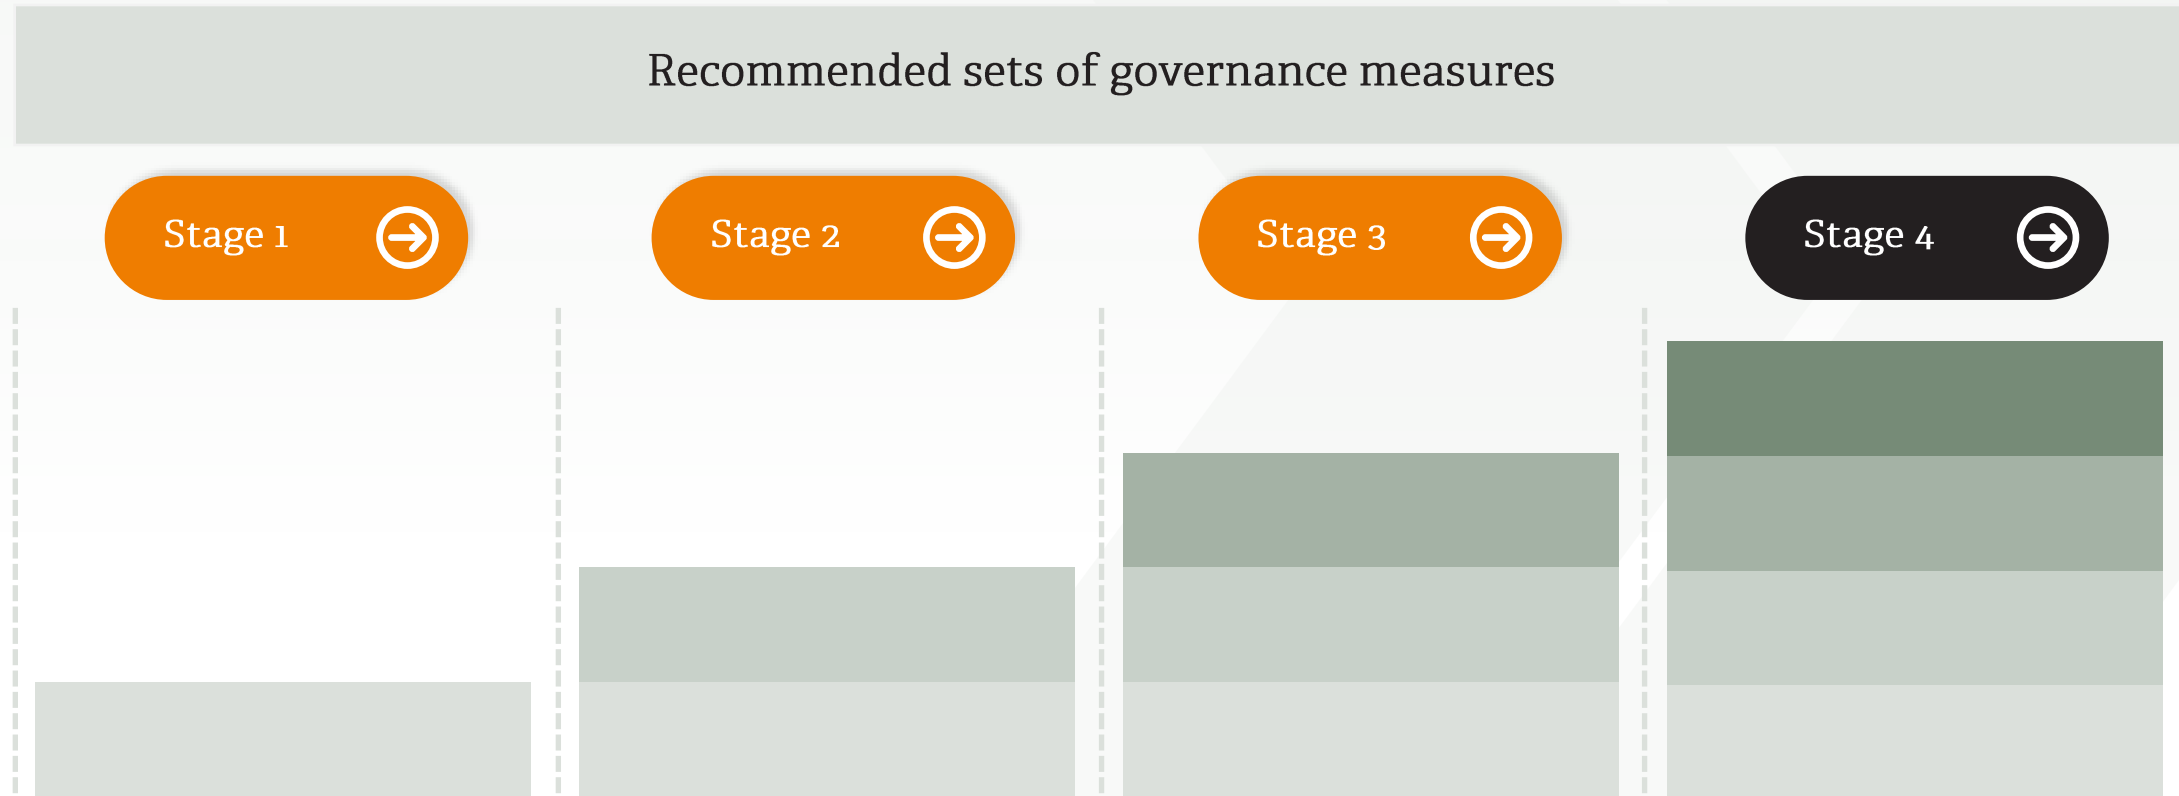 Recommended sets of governance measures
Stage 1
Stage 2
Stage 3
Stage 4